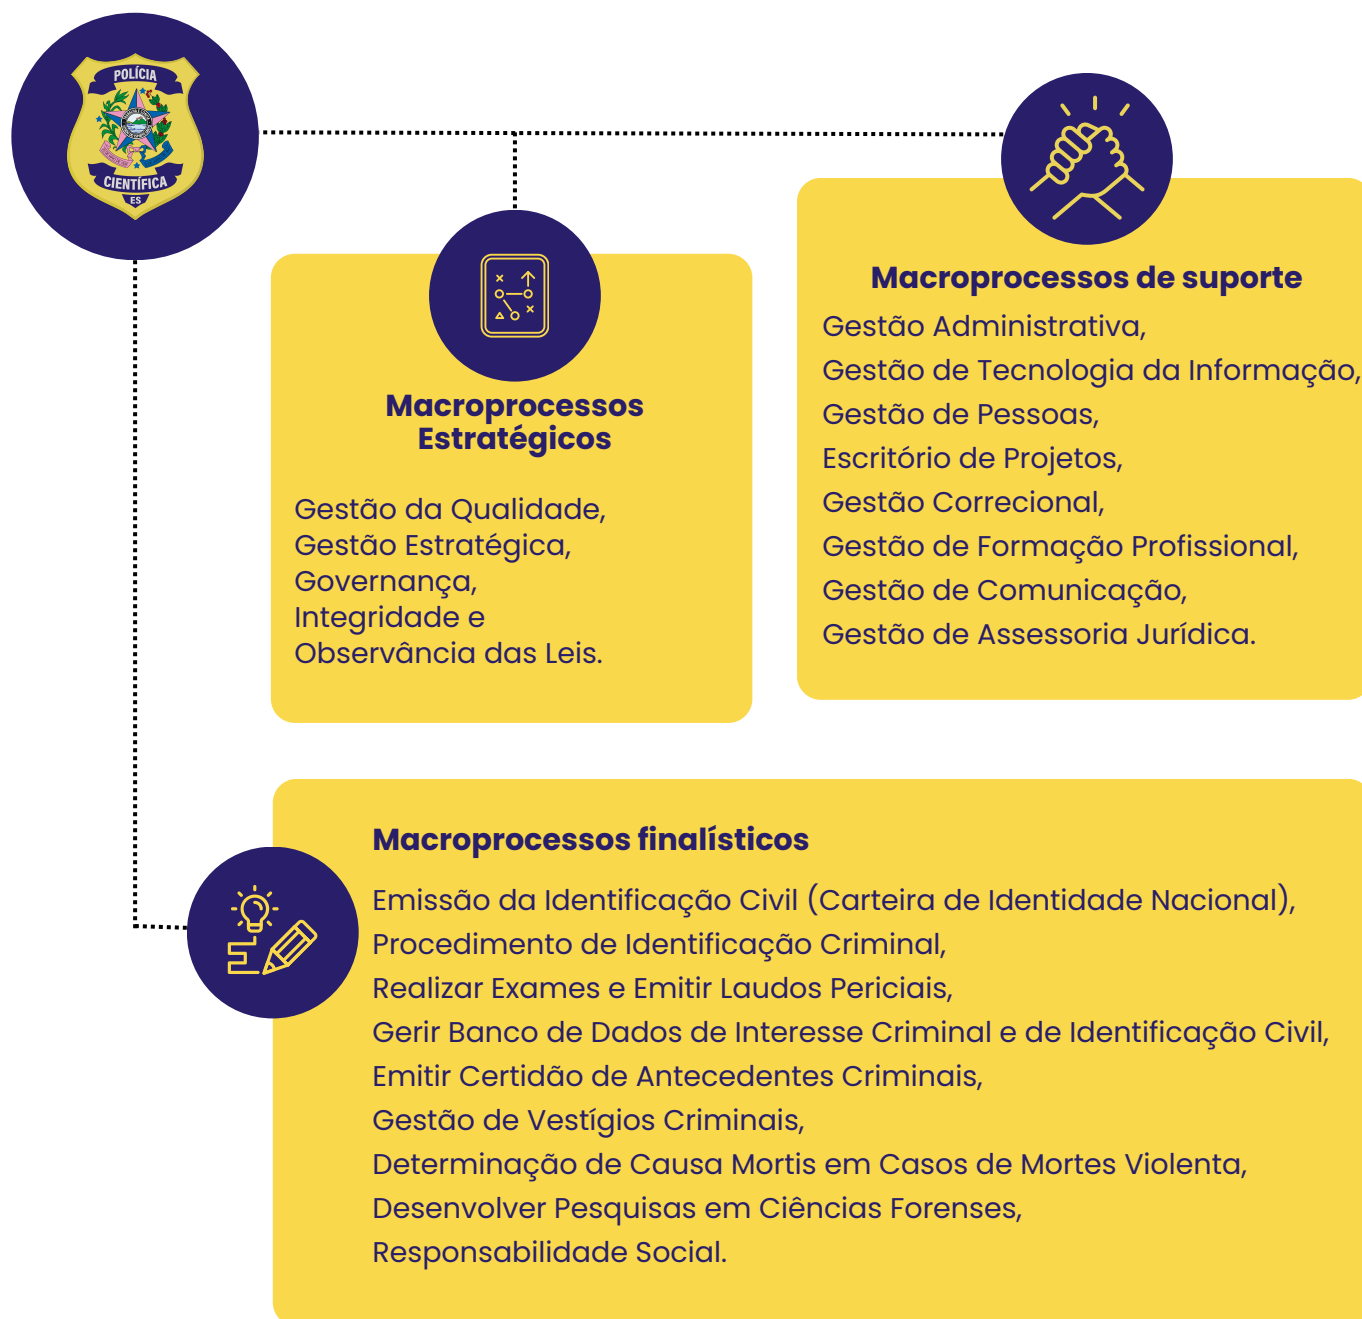 POLÍCIA
CIENTÍFICA
ES
Macroprocessos
Estratégicos
Gestão da Qualidade,
Gestão Estratégica,
Governança,
Integridade e
Observância das Leis.
Macroprocessos de suporte
Gestão Administrativa,
Gestão de Tecnologia da Informação,
Gestão de Pessoas,
Escritório de Projetos,
Gestão Correcional,
Gestão de Formação Profissional,
Gestão de Comunicação,
Gestão de Assessoria Jurídica.
Macroprocessos finalísticos
Emissão da Identificação Civil (Carteira de Identidade Nacional),
Procedimento de Identificação Criminal,
Realizar Exames e Emitir Laudos Periciais,
Gerir Banco de Dados de Interesse Criminal e de Identificação Civil,
Emitir Certidão de Antecedentes Criminais,
Gestão de Vestígios Criminais,
Determinação de Causa Mortis em Casos de Mortes Violenta,
Desenvolver Pesquisas em Ciências Forenses,
Responsabilidade Social.